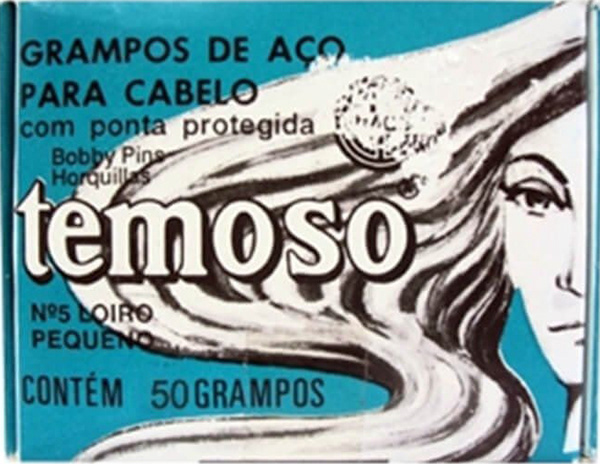 GRAMPOS DE AÇO
PARA CABELO
com ponta protegida
Bobby Pins
Horquillas
temoso®
Nº5 LOIRO
PEQUENO
CONTÉM 50 GRAMPOS